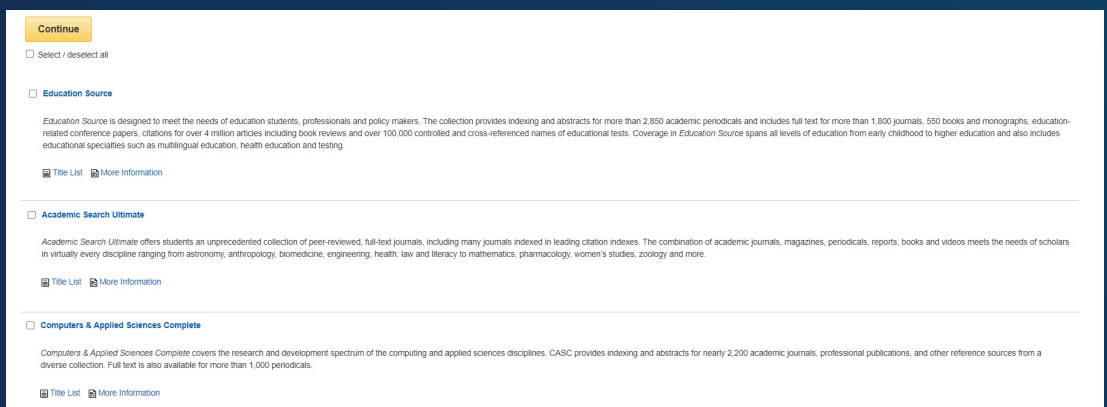 Continue
Select / deselect all
Education Source
Education Source is designed to meet the needs of education students, professionals and policy makers. The collection provides indexing and abstracts for more than 2,850 academic periodicals and includes full text for more than 1,800 journals, 550 books and monographs, education-
related conference papers, citations for over 4 million articles including book reviews and over 100,000 controlled and cross-referenced names of educational tests. Coverage in Education Source spans all levels of education from early childhood to higher education and also includes
educational specialties such as multilingual education, health education and testing.
Title List More Information
Academic Search Ultimate
Academic Search Ultimate offers students an unprecedented collection of peer-reviewed, full-text journals, including many journals indexed in leading citation indexes. The combination of academic journals, magazines, periodicals, reports, books and videos meets the needs of scholars
in virtually every discipline ranging from astronomy, anthropology, biomedicine, engineering, health, law and literacy to mathematics, pharmacology, women's studies, zoology and more.
Title List More Information
Computers & Applied Sciences Complete
Computers & Applied Sciences Complete covers the research and development spectrum of the computing and applied sciences disciplines. CASC provides indexing and abstracts for nearly 2,200 academic journals, professional publications, and other reference sources from a
diverse collection. Full text is also available for more than 1,000 periodicals.
Title List More Information